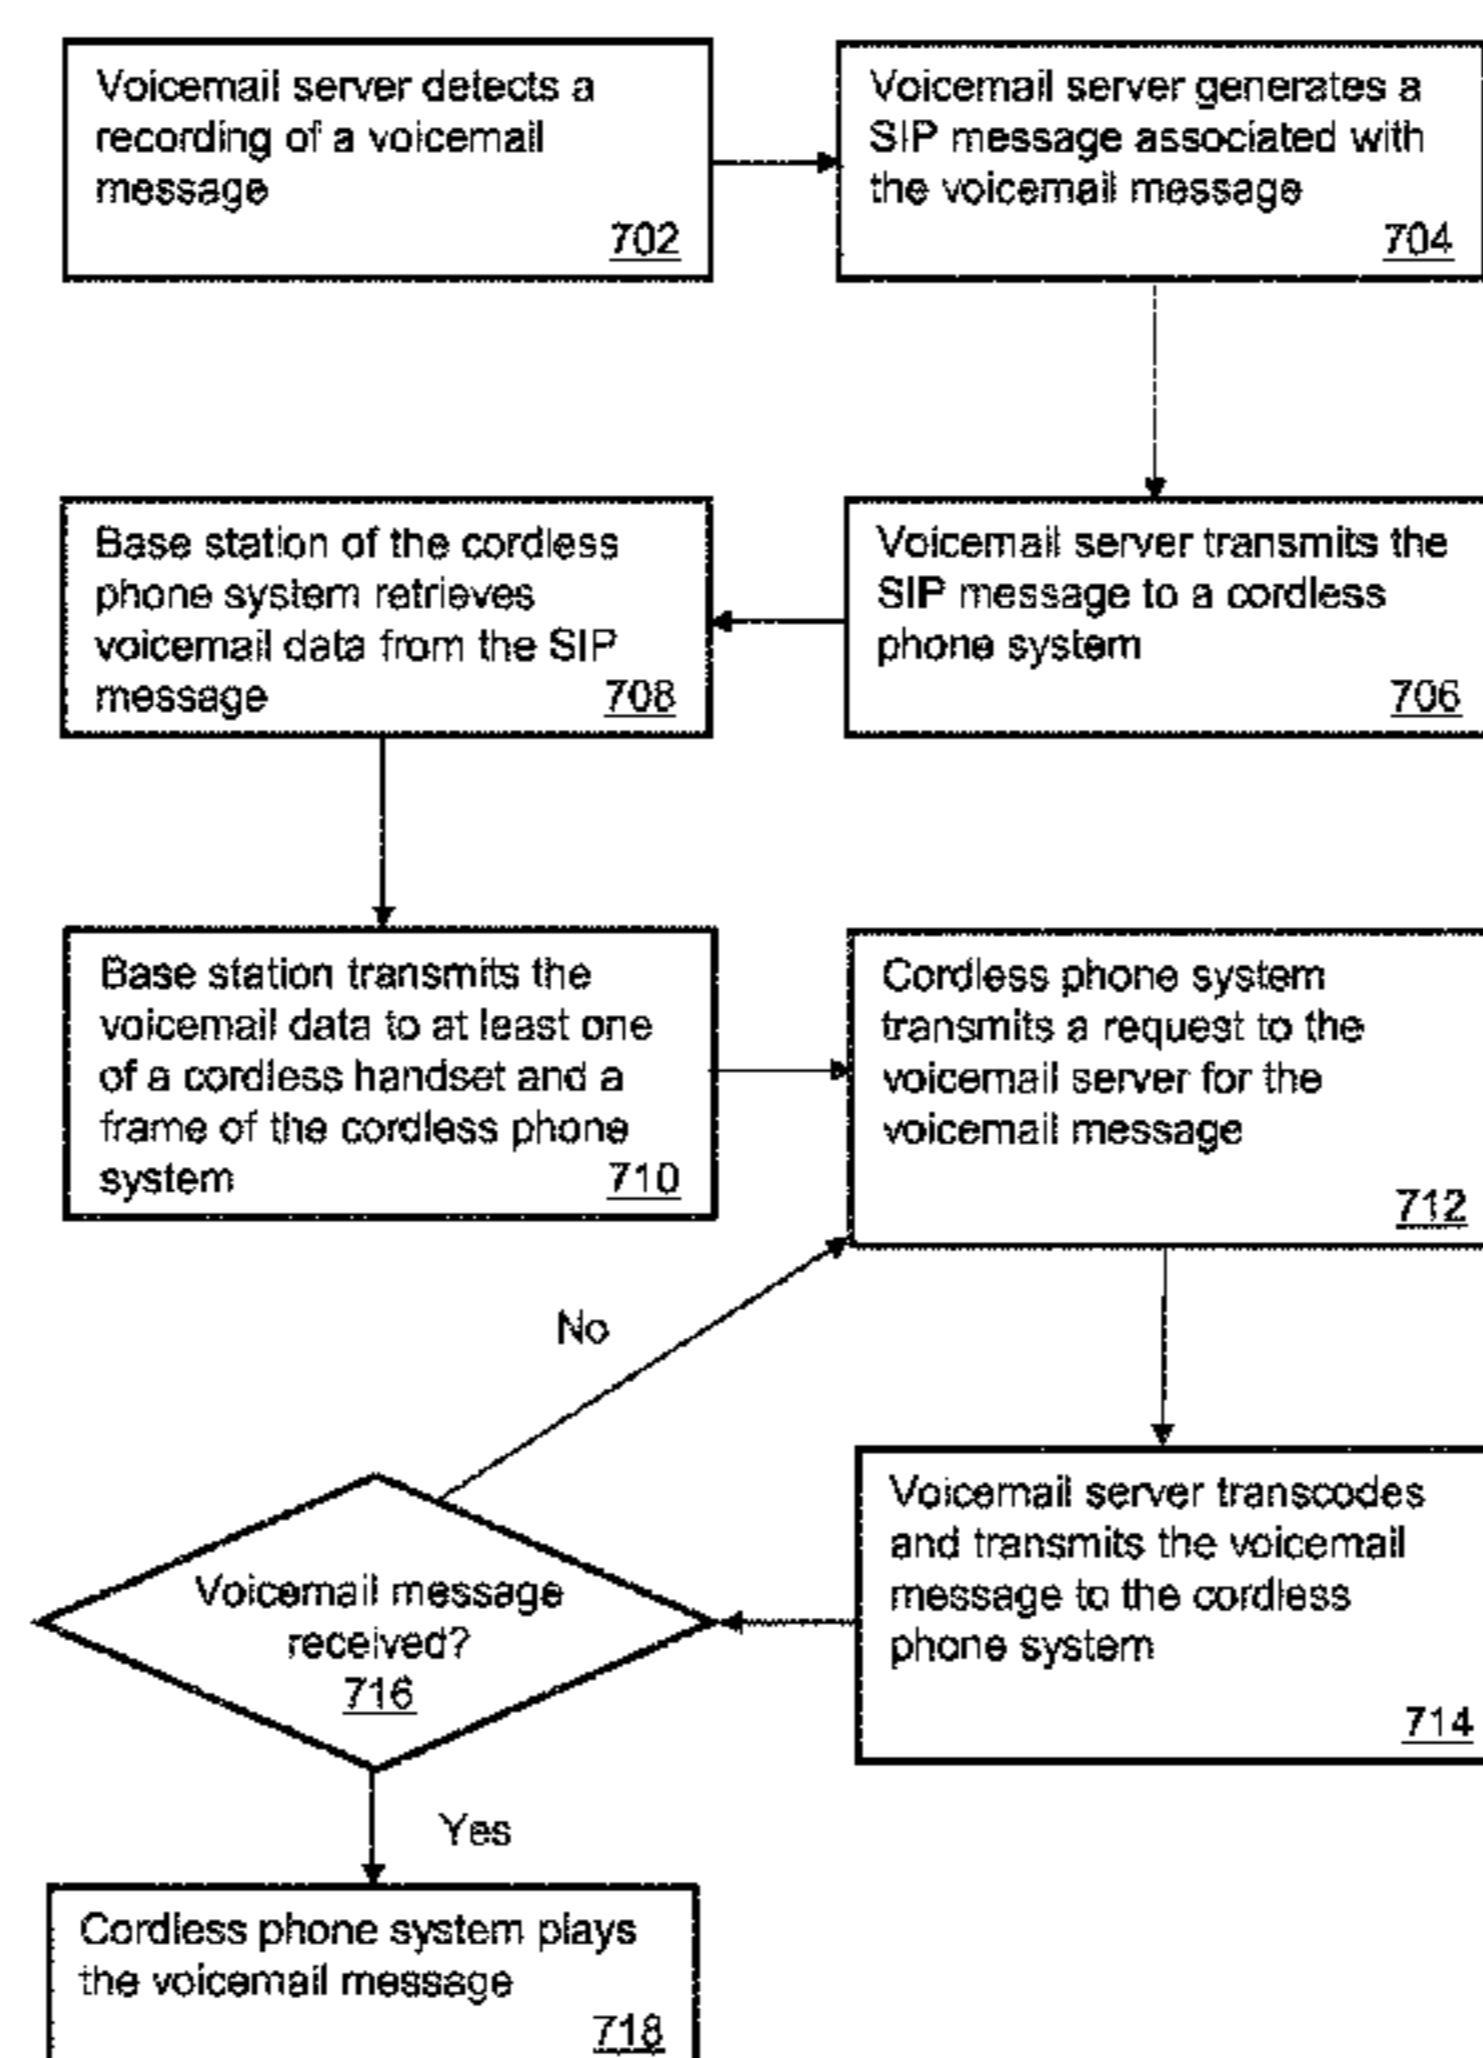 Voicemail server detects a
recording of a voicemail
message
702
Voicemail server generates a
SIP message associated with
the voicemail message
704
Voicemail server transmits the
SIP message to a cordless
phone system
706
Base station of the cordless
phone system retrieves
voicemail data from the SIP
message
708
Base station transmits the
voicemail data to at least one
of a cordless handset and a
frame of the cordless phone
system
710
Cordless phone system
transmits a request to the
voicemail server for the
voicemail message
712
Voicemail server transcodes
and transmits the voicemail
message to the cordless
phone system
714
Voicemail message
received?
716
No
Yes
Cordless phone system plays
the voicemail message
718